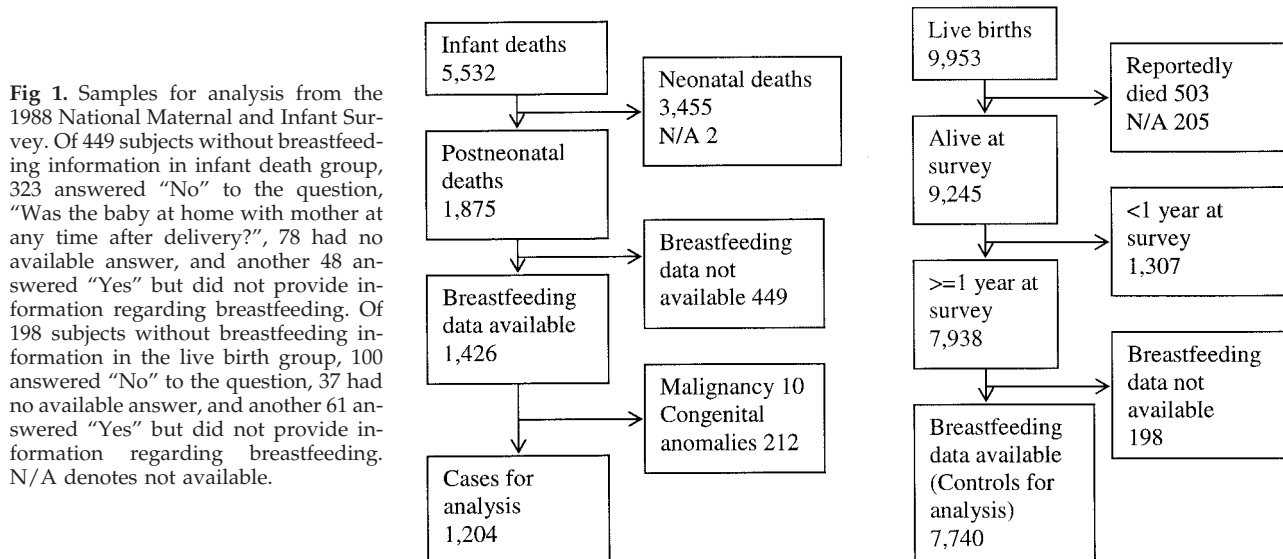 Fig 1. Samples for analysis from the
1988 National Maternal and Infant Sur-
vey. Of 449 subjects without breastfeed-
ing information in infant death group,
323 answered “No” to the question,
“Was the baby at home with mother at
any time after delivery?”, 78 had no
available answer, and another 48 an-
swered “Yes” but did not provide in-
formation regarding breastfeeding. Of
198 subjects without breastfeeding in-
formation in the live birth group, 100
answered “No” to the question, 37 had
no available answer, and another 61 an-
swered “Yes” but did not provide in-
formation regarding breastfeeding.
N/A denotes not available.
Infant deaths
5,532
Neonatal deaths
3,455
N/A 2
Postneonatal
deaths
1,875
Breastfeeding
data not
available 449
Breastfeeding
data available
1,426
Malignancy 10
Congenital
anomalies 212
Cases for
analysis
1,204
Live births
9,953
Reportedly
died 503
N/A 205
Alive at
survey
9,245
<1 year at
survey
1,307
>=1 year at
survey
7,938
Breastfeeding
data not
available
198
Breastfeeding
data available
(Controls for
analysis)
7,740